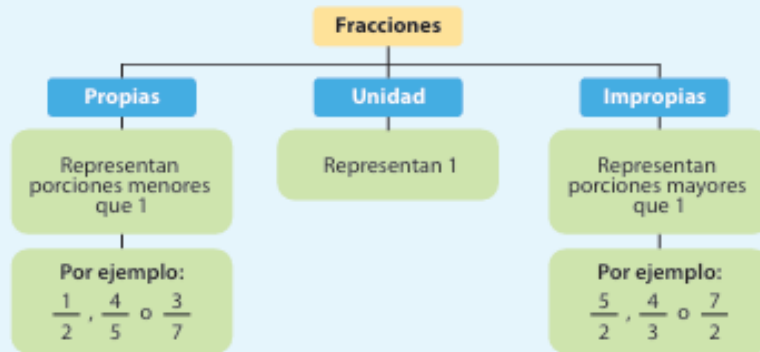 Fracciones
Propias
Representan
porciones menores
que 1
Por ejemplo:
1/2 , 4/5 o 3/7
Unidad
Representan 1
Impropias
Representan
porciones mayores
que 1
Por ejemplo:
5/2 , 4/3 o 7/2